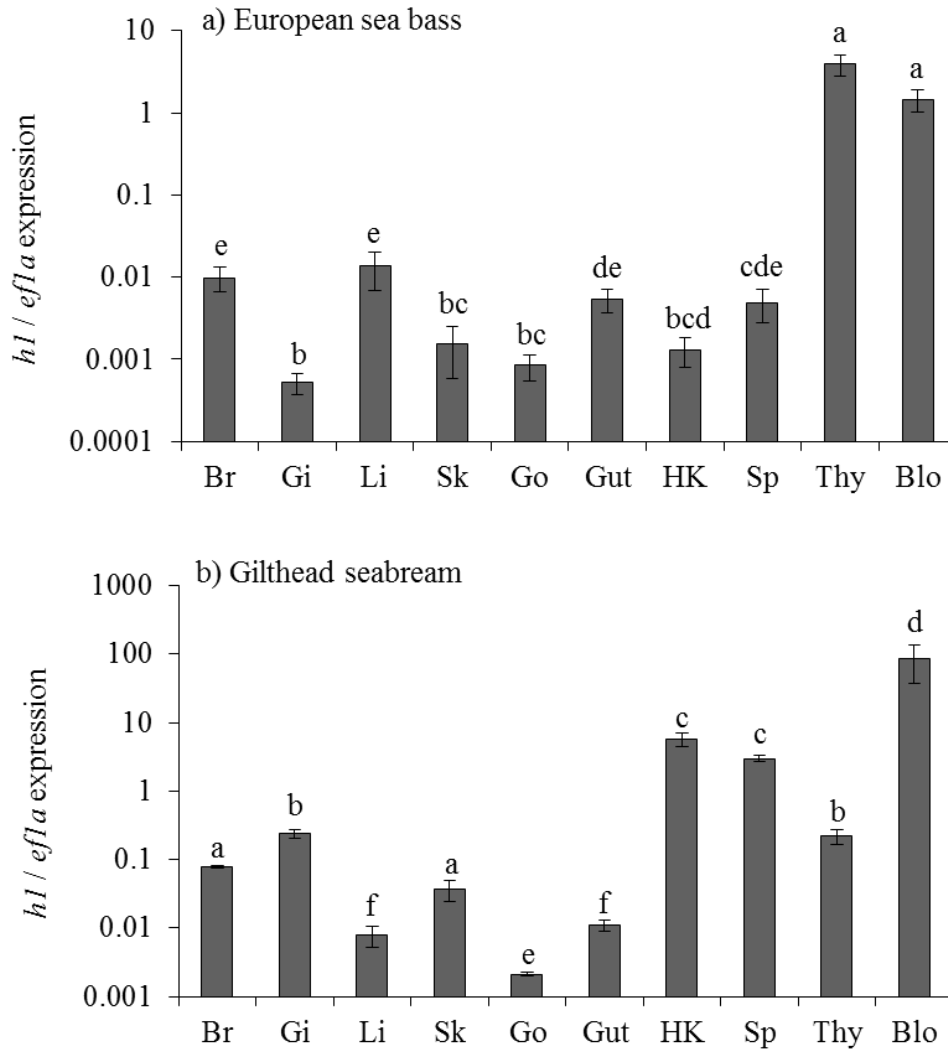 a) European sea bass
h1 / ef1a expression
10
1
0.1
0.01
0.001
0.0001
e
b
e
bc
bc
de
bcd
cde
a
a
Br Gi Li Sk Go Gut HK Sp Thy Blo
b) Gilthead seabream
h1 / ef1a expression
1000
100
10
1
0.1
0.01
0.001
a
b
f
a
e
f
c
c
b
d
Br Gi Li Sk Go Gut HK Sp Thy Blo